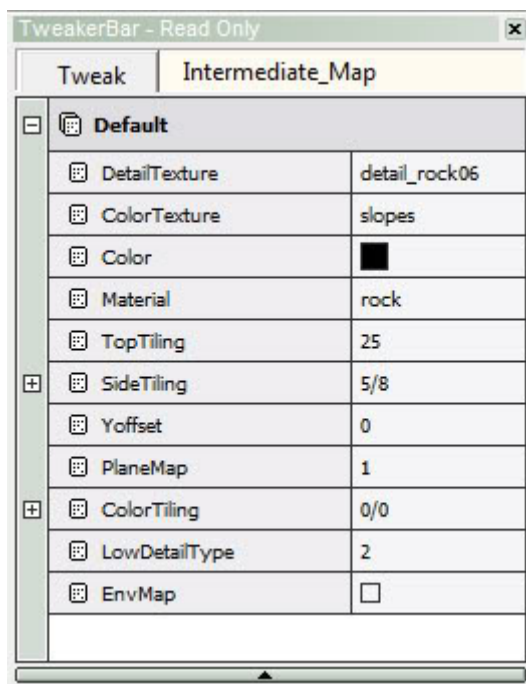 TweakerBar - Read Only
Tweak Intermediate_Map
Default
DetailTexture detail_rock06
ColorTexture slopes
Color
Material rock
TopTiling 25
SideTiling 5/8
Yoffset 0
PlaneMap 1
ColorTiling 0/0
LowDetailType 2
EnvMap